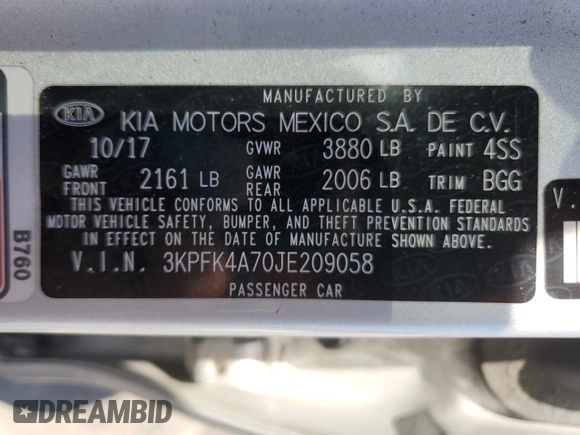 MANUFACTURED BY
KIA KIA MOTORS MEXICO S.A. DE C.V.
10/17 GVWR 3880 LB PAINT 4SS
GAWR FRONT 2161 LB GAWR REAR 2006 LB TRIM BGG
THIS VEHICLE CONFORMS TO ALL APPLICABLE U.S.A. FEDERAL
MOTOR VEHICLE SAFETY, BUMPER, AND THEFT PREVENTION STANDARDS
IN EFFECT ON THE DATE OF MANUFACTURE SHOWN ABOVE.
V.I.N. 3KPFK4A70JE209058
PASSENGER CAR
B760
V.
DREAMBID